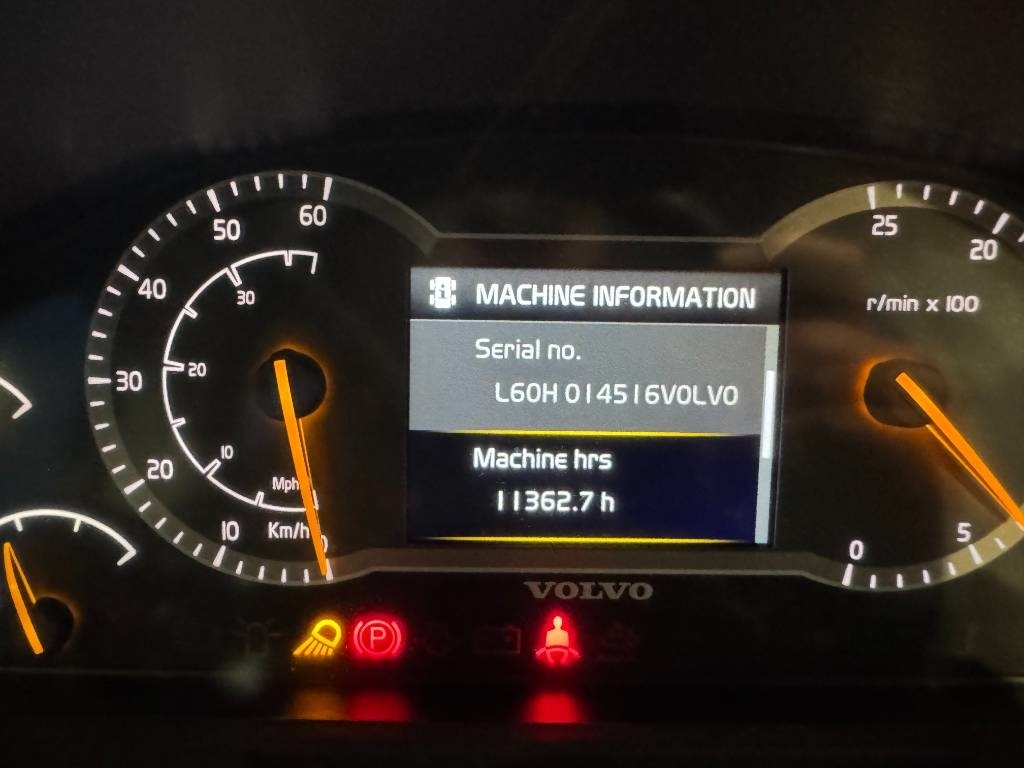 60
50
40
30
20
10
Km/h
0
30
20
10
Mph
MACHINE INFORMATION
Serial no.
L60H 014516VOLVO
Machine hrs
11362.7 h
25
20
r/min x 100
5
0
VOLVO
P